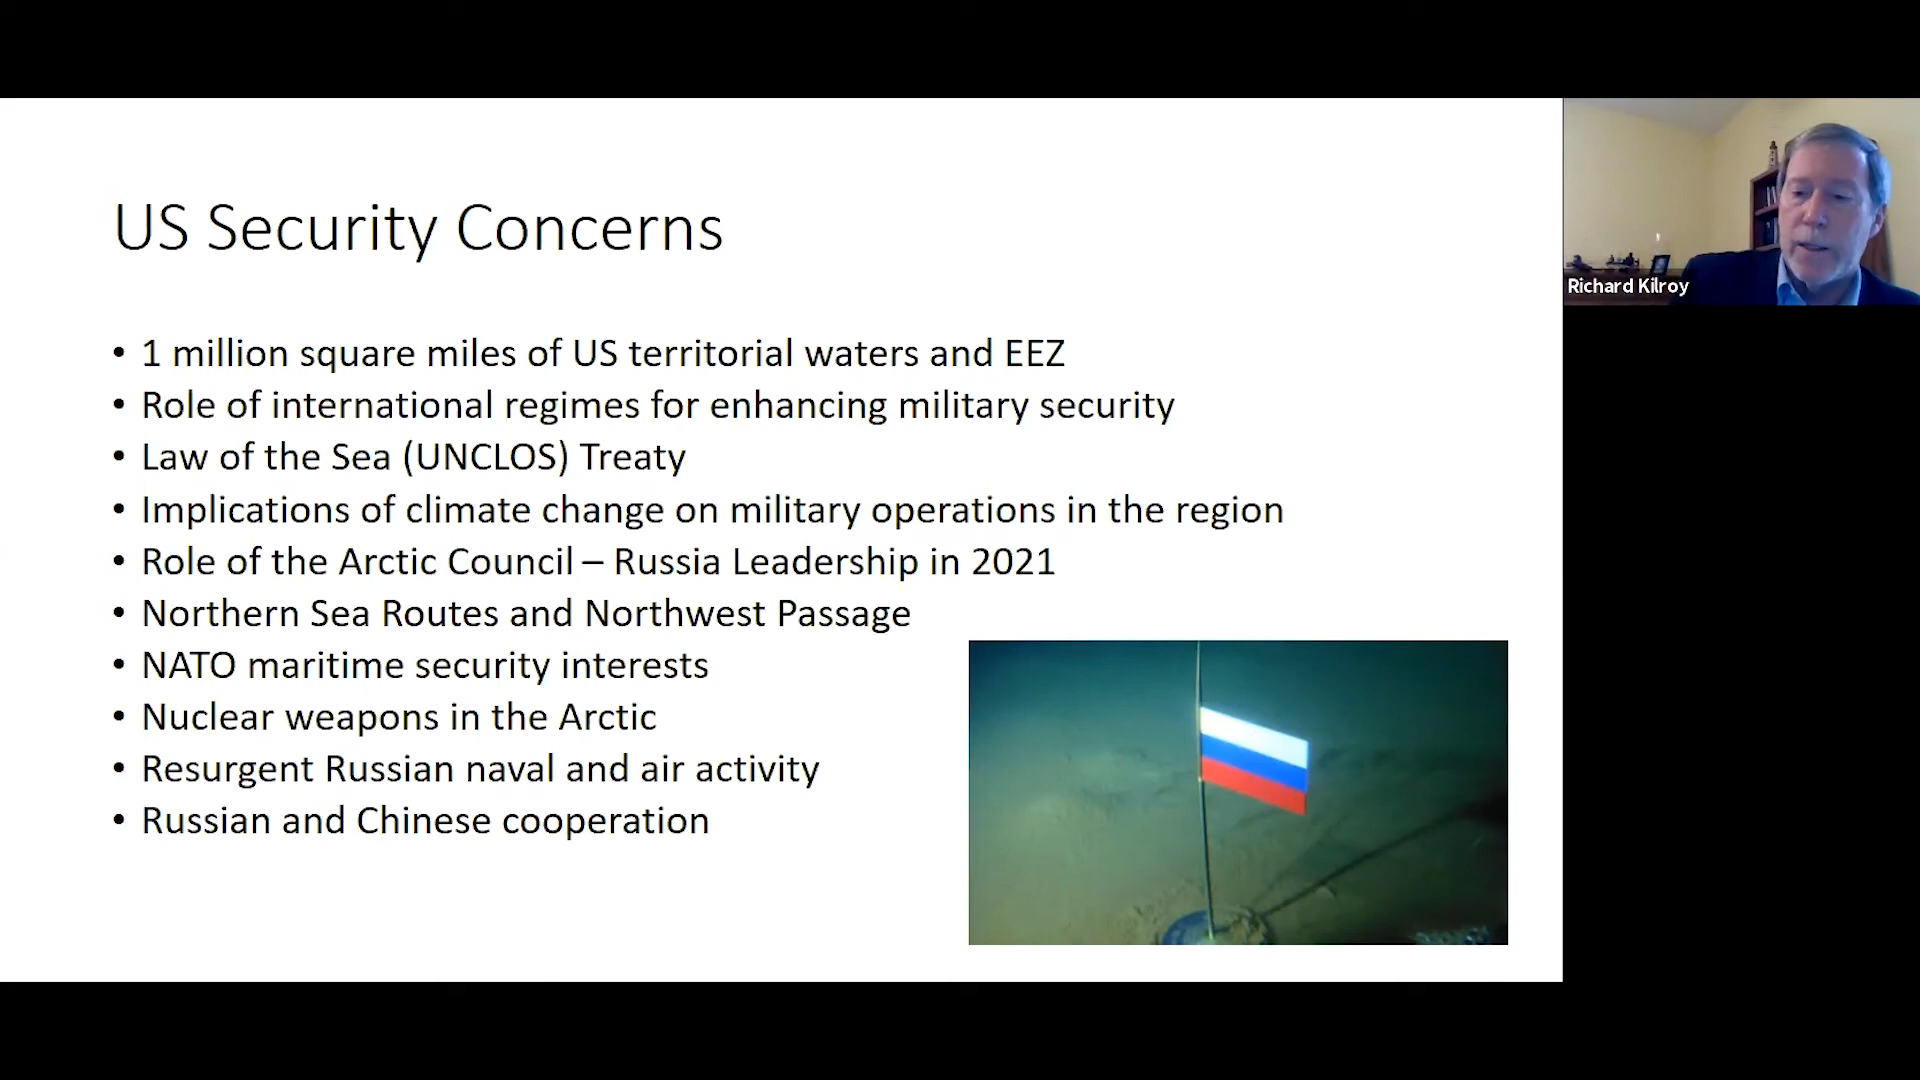 US Security Concerns
• 1 million square miles of US territorial waters and EEZ
• Role of international regimes for enhancing military security
• Law of the Sea (UNCLOS) Treaty
• Implications of climate change on military operations in the region
• Role of the Arctic Council – Russia Leadership in 2021
• Northern Sea Routes and Northwest Passage
• NATO maritime security interests
• Nuclear weapons in the Arctic
• Resurgent Russian naval and air activity
• Russian and Chinese cooperation
Richard Kilroy